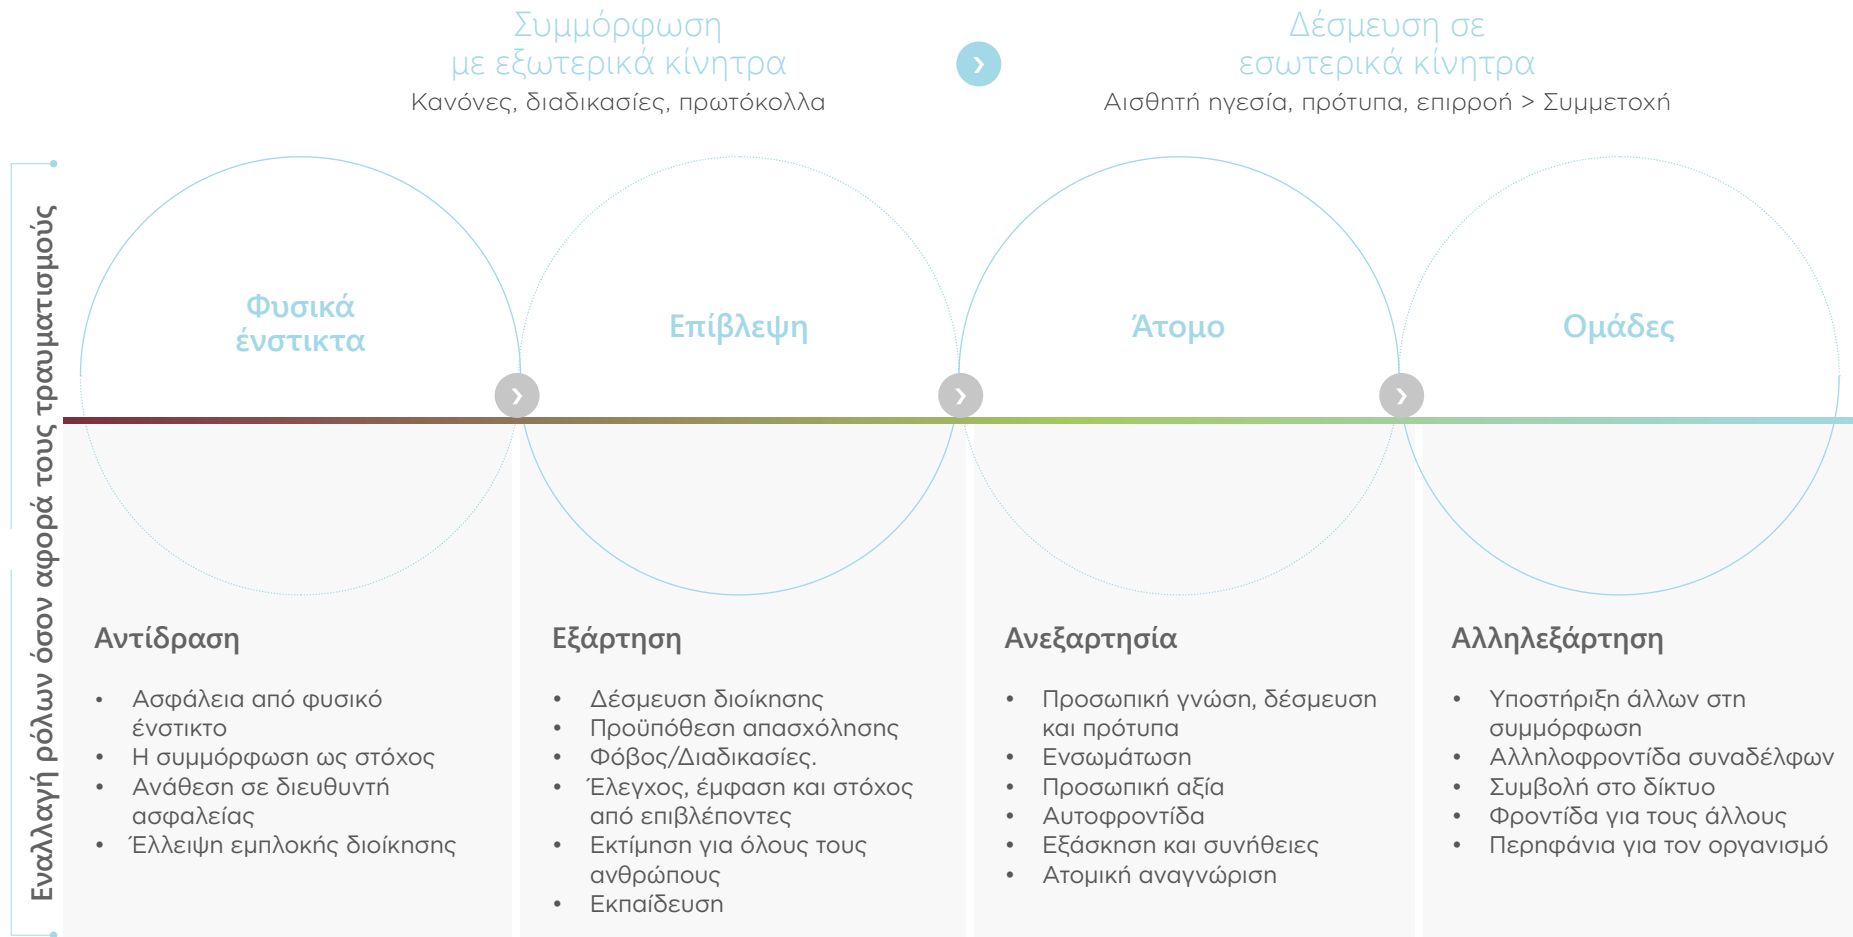 Συμμόρφωση
με εξωτερικά κίνητρα
Κανόνες, διαδικασίες, πρωτόκολλα
Δέσμευση σε
εσωτερικά κίνητρα
Αισθητή ηγεσία, πρότυπα, επιρροή > Συμμετοχή
Εναλλαγή ρόλων όσον αφορά τους τραυματισμούς
Φυσικά
ένστικτα
Επίβλεψη
Άτομο
Ομάδες
Αντίδραση
• Ασφάλεια από φυσικό
ένστικτο
• Η συμμόρφωση ως στόχος
• Ανάθεση σε διευθυντή
ασφαλείας
• Έλλειψη εμπλοκής διοίκησης
Εξάρτηση
• Δέσμευση διοίκησης
• Προϋπόθεση απασχόλησης
• Φόβος/Διαδικασίες.
• Έλεγχος, έμφαση και στόχος
από επιβλέποντες
• Εκτίμηση για όλους τους
ανθρώπους
• Εκπαίδευση
Ανεξαρτησία
• Προσωπική γνώση, δέσμευση
και πρότυπα
• Ενσωμάτωση
• Προσωπική αξία
• Αυτοφροντίδα
• Εξάσκηση και συνήθειες
• Ατομική αναγνώριση
Αλληλεξάρτηση
• Υποστήριξη άλλων στη
συμμόρφωση
• Αλληλοφροντίδα συναδέλφων
• Συμβολή στο δίκτυο
• Φροντίδα για τους άλλους
• Περηφάνια για τον οργανισμό